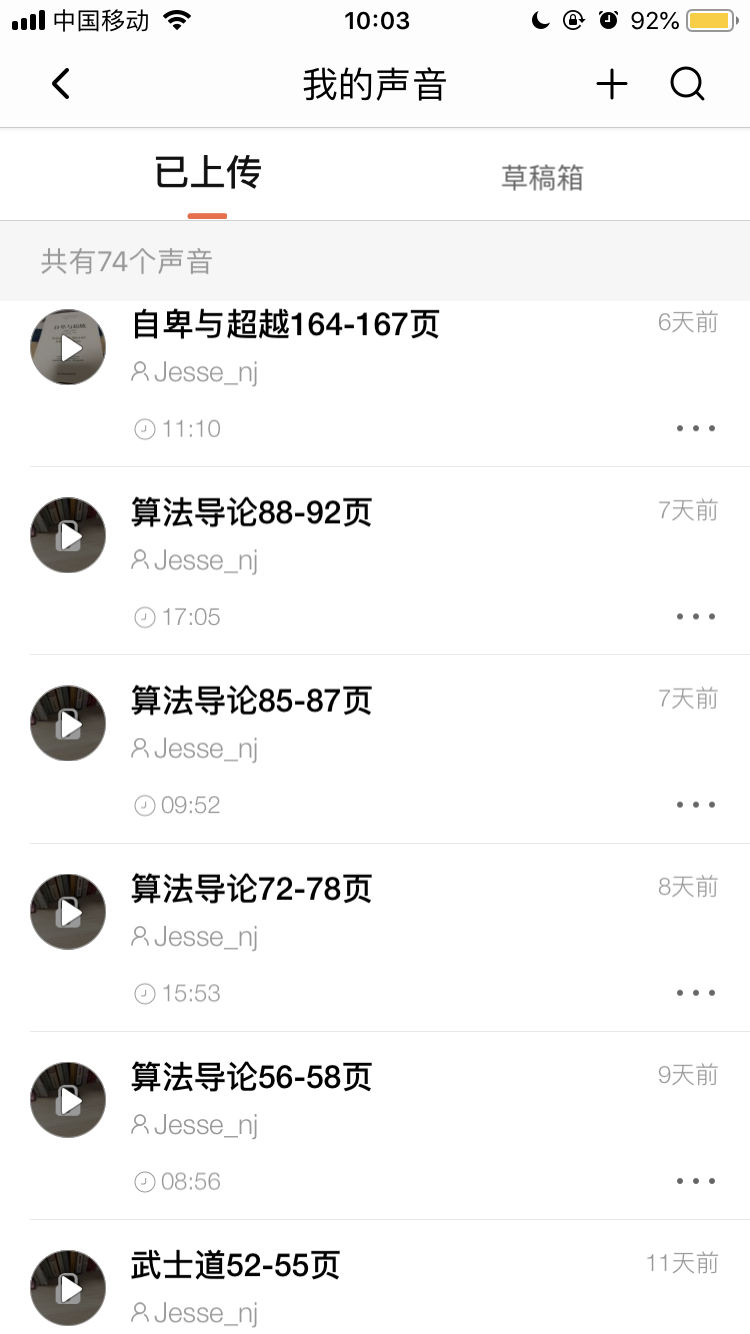 中国移动 10:03 92%
我的声音
已上传 草稿箱
共有74个声音
自卑与超越164-167页 6天前
Jesse_nj
11:10
算法导论88-92页 7天前
Jesse_nj
17:05
算法导论85-87页 7天前
Jesse_nj
09:52
算法导论72-78页 8天前
Jesse_nj
15:53
算法导论56-58页 9天前
Jesse_nj
08:56
武士道52-55页 11天前
Jesse_nj